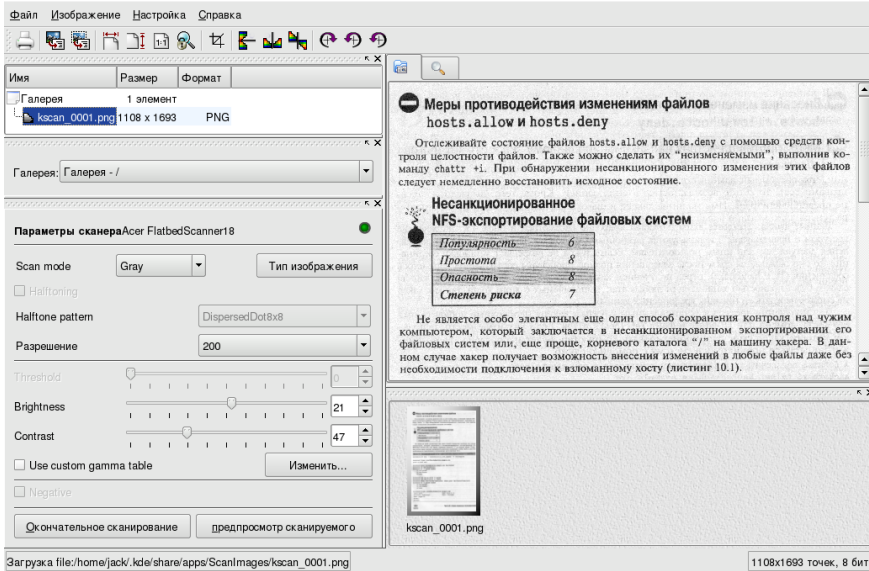 Файл Изображение Настройка Справка
Имя Размер Формат
Галерея 1 элемент
kscan_0001.png 1108 x 1693 PNG
Галерея: Галерея - /
Параметры сканераAcer FlatbedScanner18
Scan mode Gray Тип изображения
Halftoning
Halftone pattern DispersedDot8x8
Разрешение 200
Threshold 0
Brightness 21
Contrast 47
Use custom gamma table Изменить...
Negative
Окончательное сканирование предпросмотр сканируемого
Меры противодействия изменениям файлов
hosts.allow и hosts.deny
Отслеживайте состояние файлов hosts.allow и hosts.deny с помощью средств кон-
троля целостности файлов. Также можно сделать их “неизменяемыми”, выполнив ко-
манду chattr +i. При обнаружении несанкционированного изменения этих файлов
следует немедленно восстановить исходное состояние.
Несанкционированное
NFS-экспортирование файловых систем
Популярность 6
Простота 8
Опасность 8
Степень риска 7
Не является особо элегантным еще один способ сохранения контроля над чужим
компьютером, который заключается в несанкционированном экспортировании его
файловых систем или, еще проще, корневого каталога “/” на машину хакера. В дан-
ном случае хакер получает возможность внесения изменений в любые файлы даже без
необходимости подключения к взломанному хосту (листинг 10.1).
kscan_0001.png
Загрузка file:/home/jack/.kde/share/apps/ScanImages/kscan_0001.png 1108x1693 точек, 8 бит